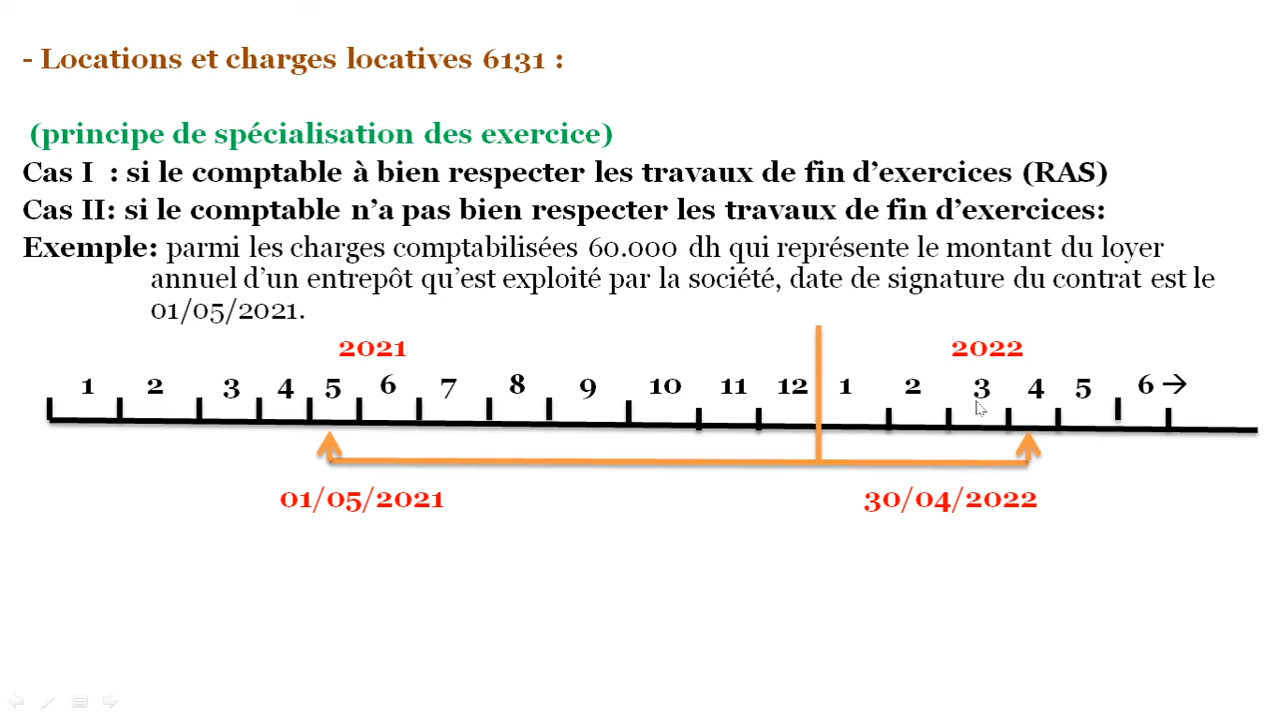 - Locations et charges locatives 6131 :
(principe de spécialisation des exercice)
Cas I : si le comptable à bien respecter les travaux de fin d’exercices (RAS)
Cas II: si le comptable n’a pas bien respecter les travaux de fin d’exercices:
Exemple: parmi les charges comptabilisées 60.000 dh qui représente le montant du loyer
annuel d’un entrepôt qu’est exploité par la société, date de signature du contrat est le
01/05/2021.
2021 2022
1 2 3 4 5 6 7 8 9 10 11 12 1 2 3 4 5 6→
01/05/2021 30/04/2022